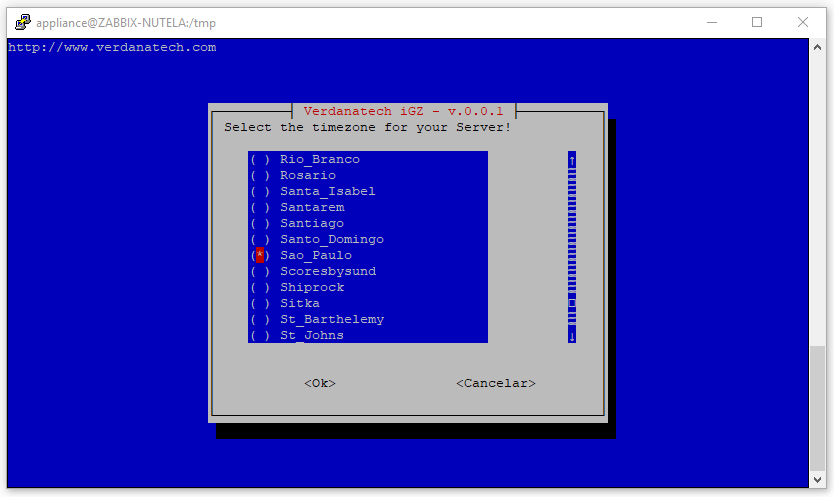 appliance@ZABBIX-NUTELA:/tmp
http://www.verdanatech.com
Verdanatech iGZ - v.0.0.1
Select the timezone for your Server!
( ) Rio_Branco
( ) Rosario
( ) Santa_Isabel
( ) Santarem
( ) Santiago
( ) Santo_Domingo
(*) Sao_Paulo
( ) Scoresbysund
( ) Shiprock
( ) Sitka
( ) St_Barthelemy
( ) St_Johns
<Ok> <Cancelar>